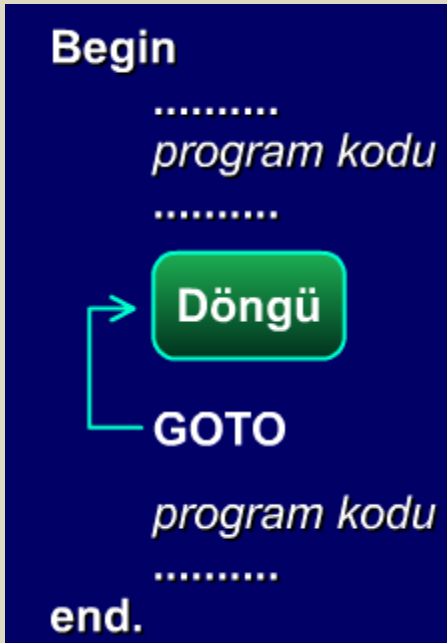 Begin
..........
program kodu
..........
Döngü
GOTO
program kodu
..........
end.